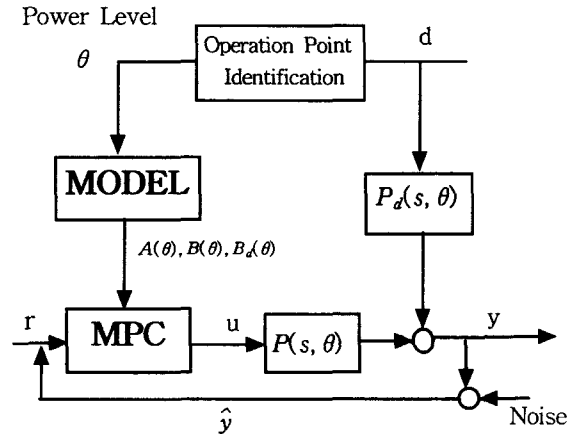 Power Level
θ
Operation Point
Identification
d
MODEL
P_d(s, θ)
A(θ), B(θ), B_d(θ)
r
MPC
u
P(s, θ)
y
ŷ
Noise